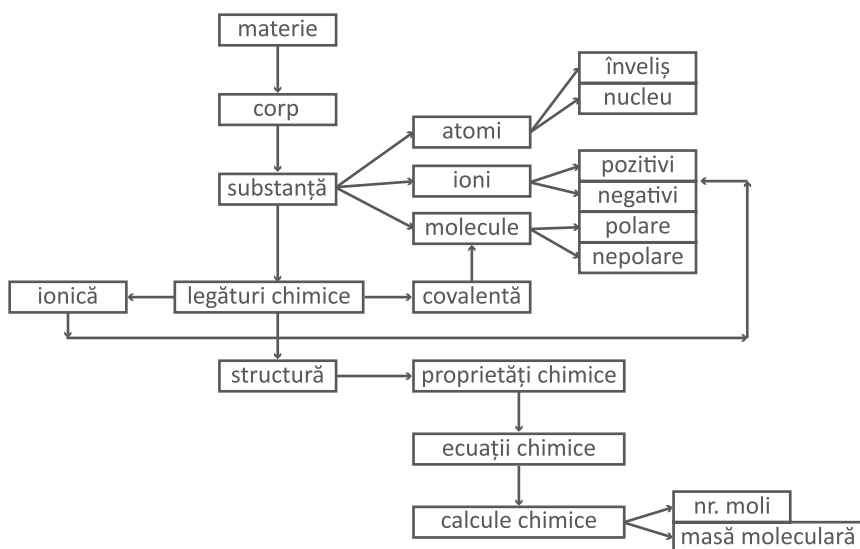 materie
corp
substanță
atomi
înveliș
nucleu
ioni
pozitivi
negativi
molecule
polare
nepolare
ionică
legături chimice
covalentă
structură
proprietăți chimice
ecuații chimice
calcule chimice
nr. moli
masă moleculară